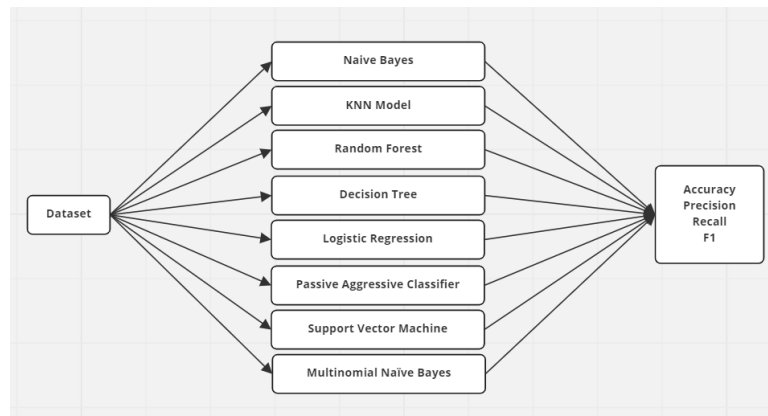 Dataset
Naive Bayes
KNN Model
Random Forest
Decision Tree
Logistic Regression
Passive Aggressive Classifier
Support Vector Machine
Multinomial Naïve Bayes
Accuracy
Precision
Recall
F1